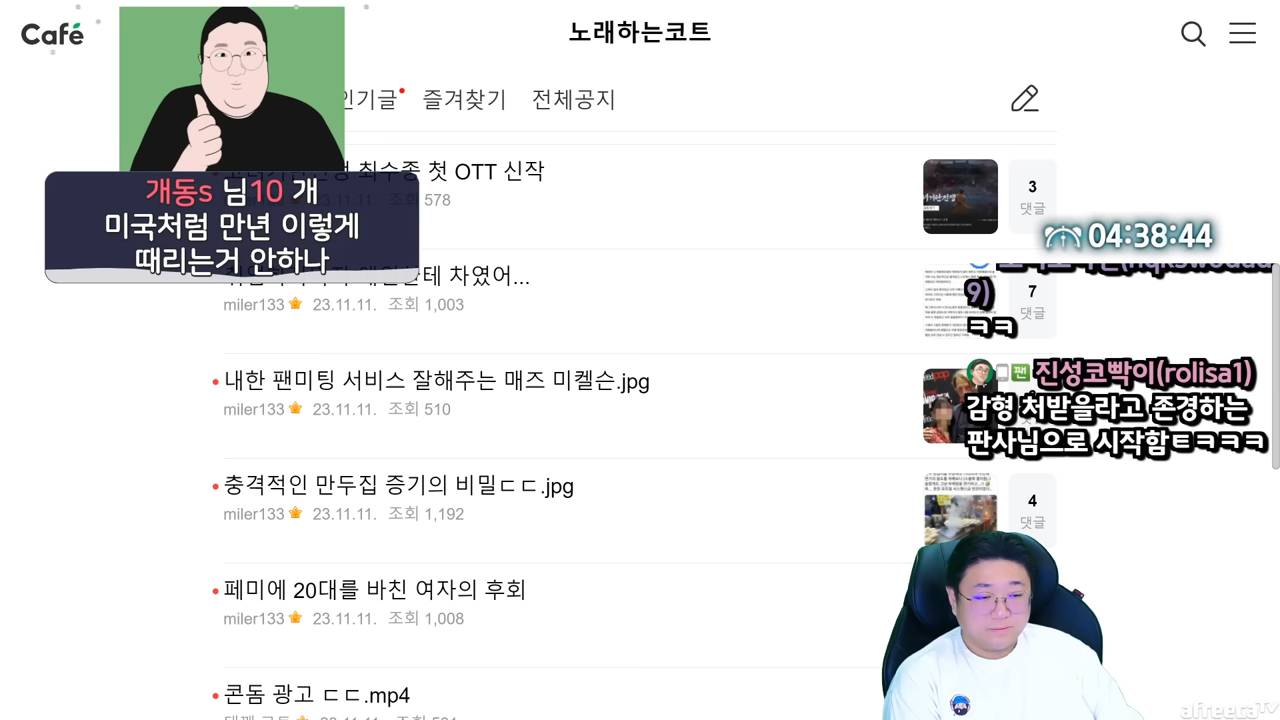 Café
노래하는코트
인기글
즐겨찾기
전체공지
최수종 첫 OTT 신작
조회 578
3
댓글
개동s 님10 개
미국처럼 만년 이렇게
때리는거 안하나
04:38:44
차였어...
miler133 23.11.11. 조회 1,003
7
댓글
9)
ㅋㅋ
내한 팬미팅 서비스 잘해주는 매즈 미켈슨.jpg
miler133 23.11.11. 조회 510
짼 진성코빡이(rolisa1)
감형 처받을라고 존경하는
판사님으로 시작함ㅌㅋㅋㅋ
충격적인 만두집 증기의 비밀ㄷㄷ.jpg
miler133 23.11.11. 조회 1,192
4
댓글
페미에 20대를 바친 여자의 후회
miler133 23.11.11. 조회 1,008
콘돔 광고 ㄷㄷ.mp4
afreecaTV